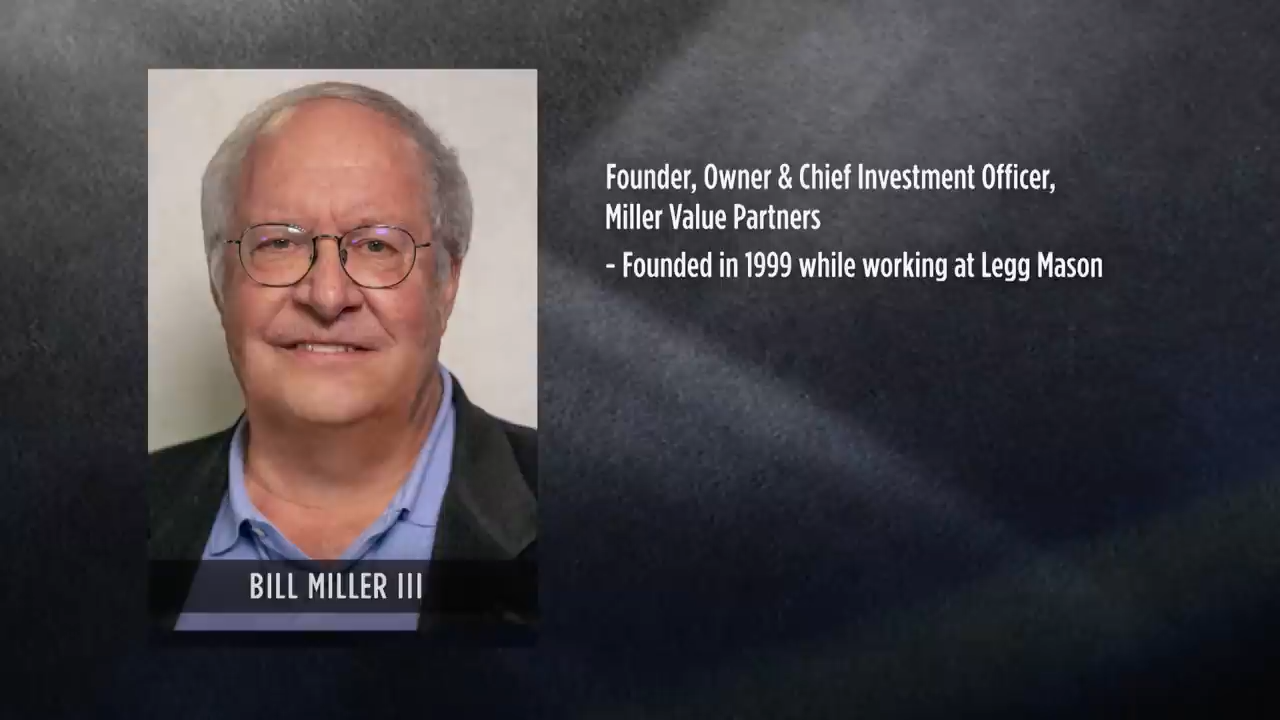 Founder, Owner & Chief Investment Officer,
Miller Value Partners
- Founded in 1999 while working at Legg Mason
BILL MILLER III